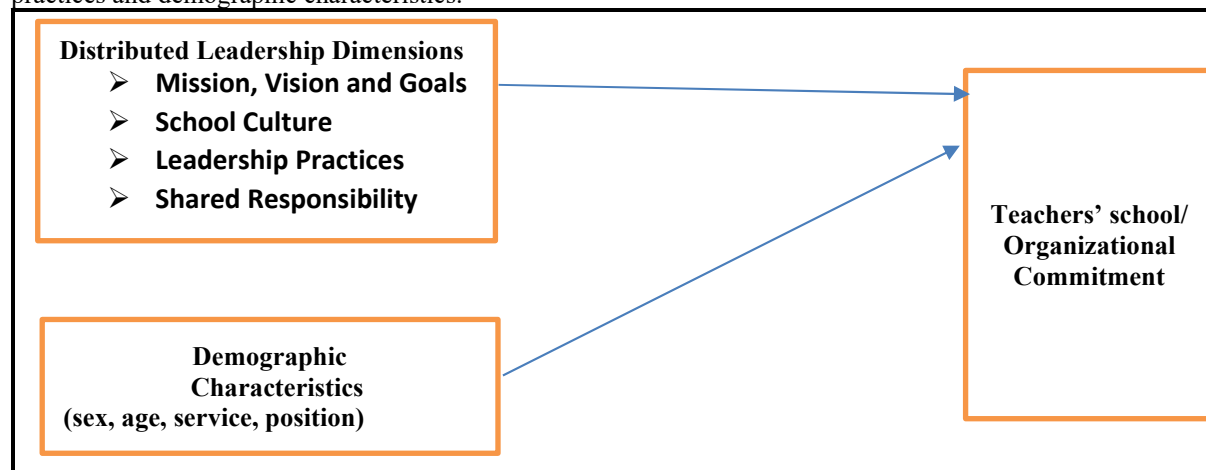 practices and demographic characteristics.
Distributed Leadership Dimensions
➢ Mission, Vision and Goals
➢ School Culture
➢ Leadership Practices
➢ Shared Responsibility
Teachers’ school/
Organizational
Commitment
Demographic
Characteristics
(sex, age, service, position)